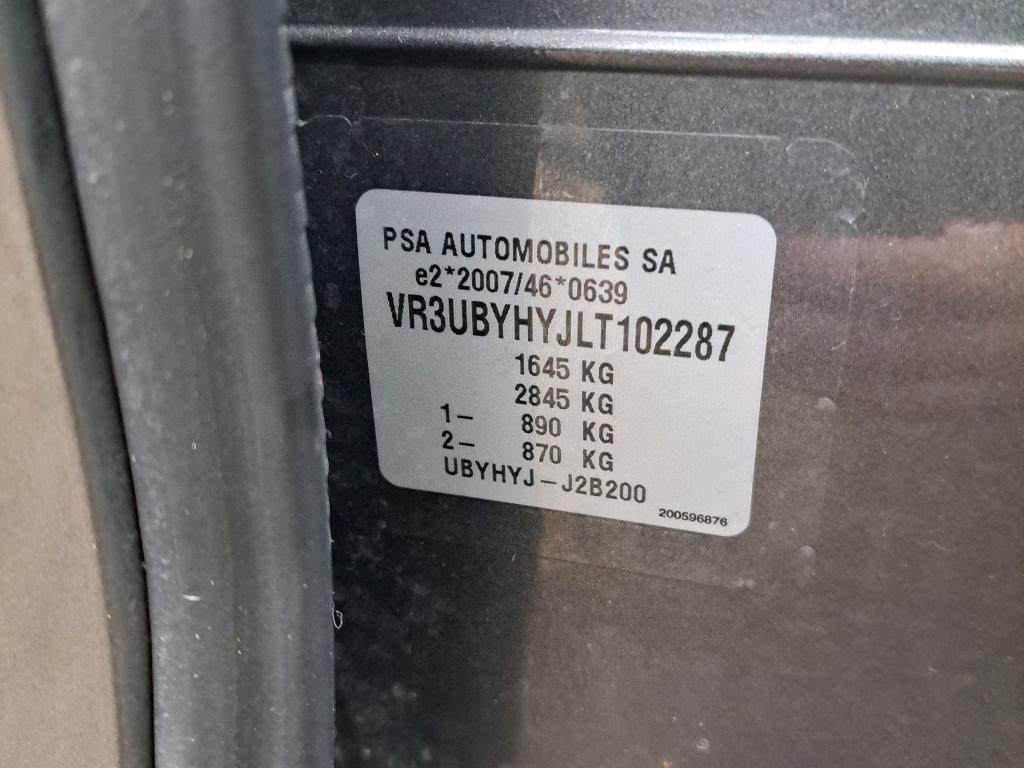 PSA AUTOMOBILES SA
e2*2007/46*0639
VR3UBYHYJLT102287
1645 KG
2845 KG
1– 890 KG
2– 870 KG
UBYHYJ–J2B200
200596876